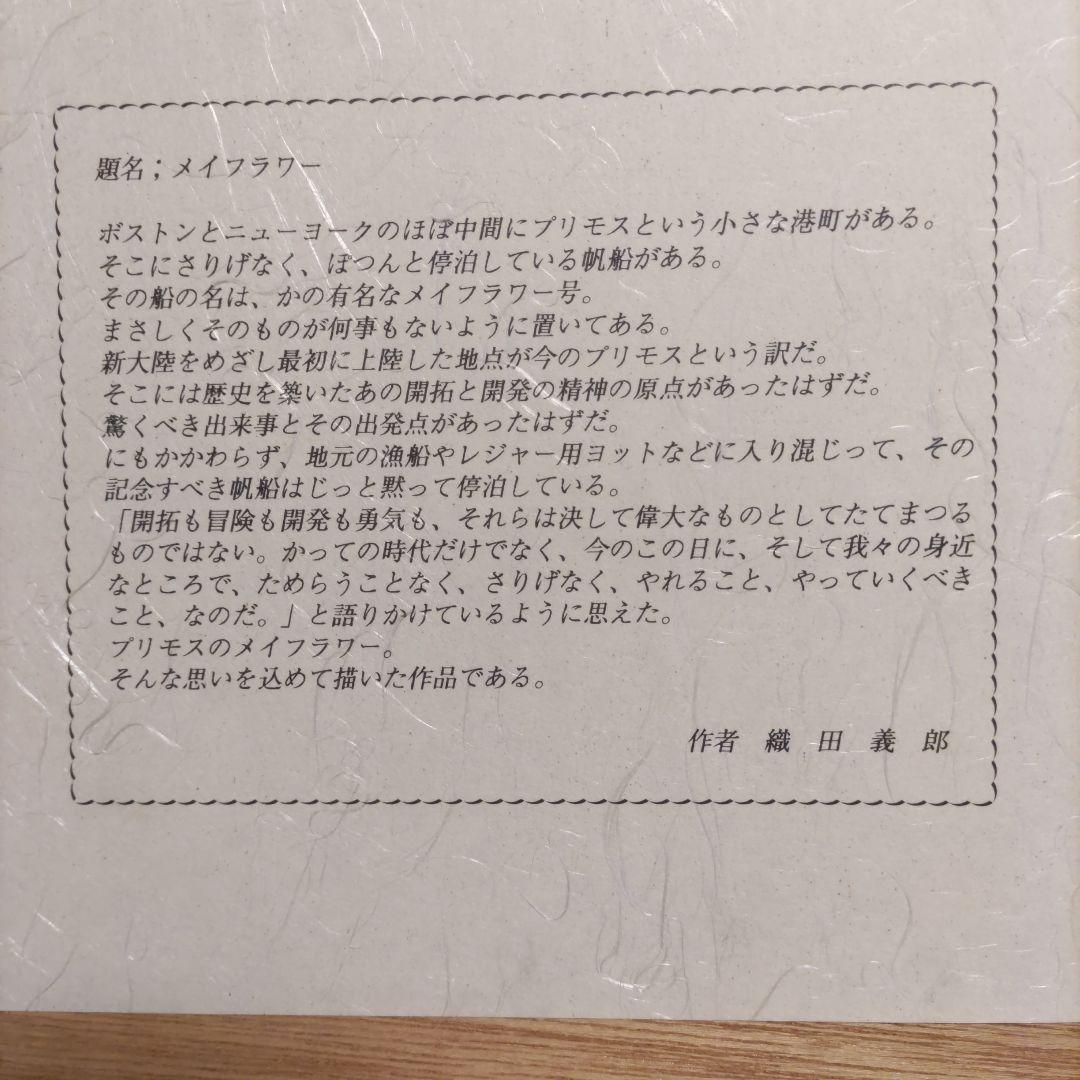 題名；メイフラワー
ボストンとニューヨークのほぼ中間にプリモスという小さな港町がある。
そこにさりげなく、ぽつんと停泊している帆船がある。
その船の名は、かの有名なメイフラワー号。
まさしくそのものが何事もないように置いてある。
新大陸をめざし最初に上陸した地点が今のプリモスという訳だ。
そこには歴史を築いたあの開拓と開発の精神の原点があったはずだ。
驚くべき出来事とその出発点があったはずだ。
にもかかわらず、地元の漁船やレジャー用ヨットなどに入り混じって、その
記念すべき帆船はじっと黙って停泊している。
「開拓も冒険も開発も勇気も、それらは決して偉大なものとしてたてまつる
ものではない。かっての時代だけでなく、今のこの日に、そして我々の身近
なところで、ためらうことなく、さりげなく、やれること、やっていくべき
こと、なのだ。」と語りかけているように思えた。
プリモスのメイフラワー。
そんな思いを込めて描いた作品である。
作者　織　田　義　郎